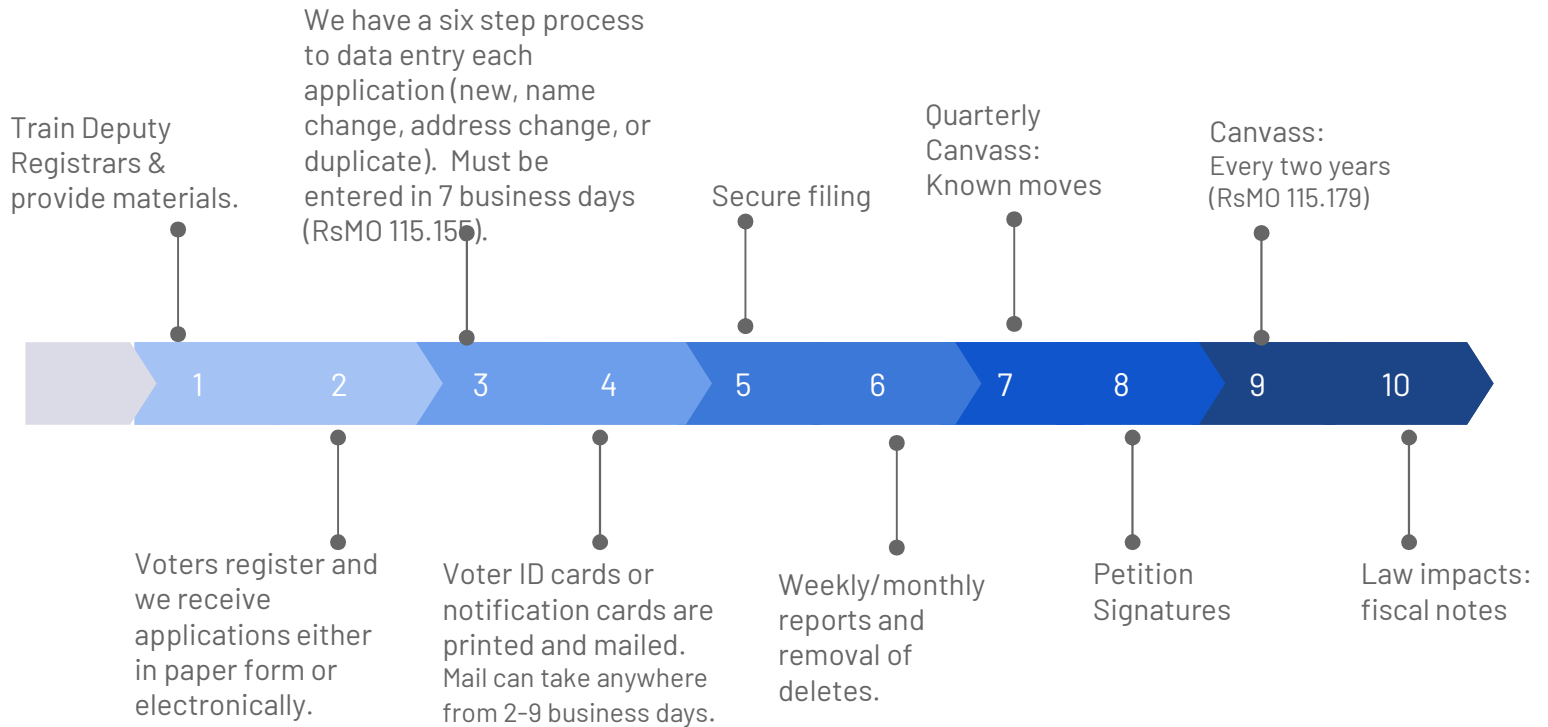 We have a six step process
to data entry each
application (new, name
change, address change, or
duplicate).  Must be
entered in 7 business days
(RsMO 115.155).
Train Deputy
Registrars &
provide materials.
Secure filing
Quarterly
Canvass:
Known moves
Canvass:
Every two years
(RsMO 115.179)
1 2 3 4 5 6 7 8 9 10
Voters register and
we receive
applications either
in paper form or
electronically.
Voter ID cards or
notification cards are
printed and mailed.
Mail can take anywhere
from 2-9 business days.
Weekly/monthly
reports and
removal of
deletes.
Petition
Signatures
Law impacts:
fiscal notes